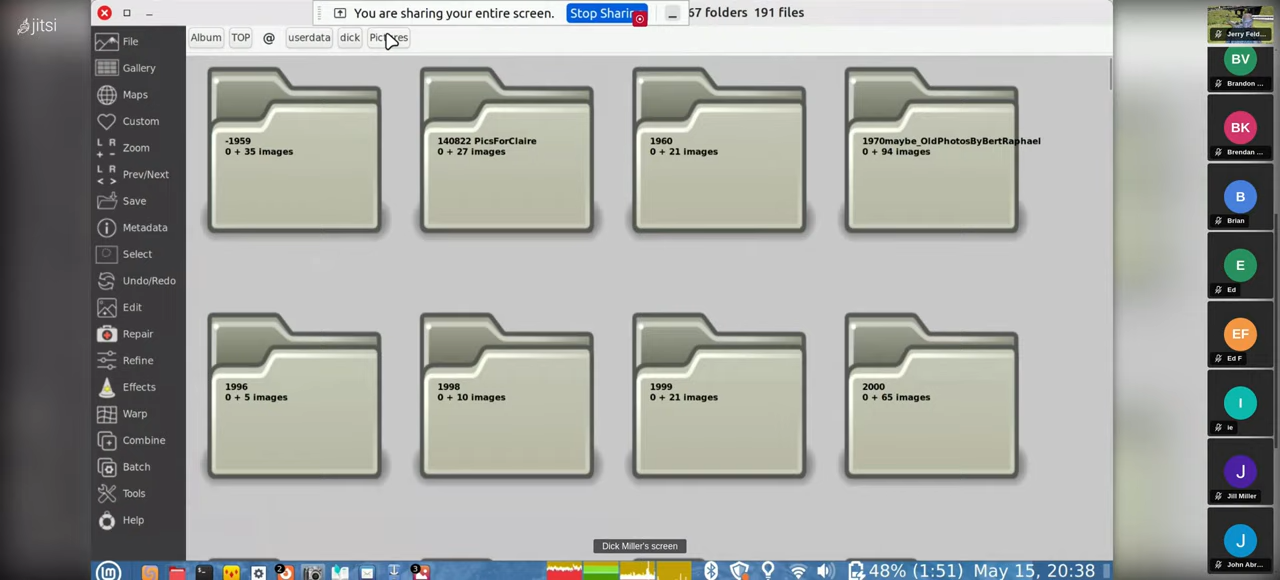 jitsi
You are sharing your entire screen.
Stop Sharing
67 folders 191 files
Album TOP @ userdata dick Pictures
File
Gallery
Maps
Custom
Zoom
Prev/Next
Save
Metadata
Select
Undo/Redo
Edit
Repair
Refine
Effects
Warp
Combine
Batch
Tools
Help
-1959
0 + 35 images
140822 PicsForClaire
0 + 27 images
1960
0 + 21 images
1970maybe_OldPhotosByBertRaphael
0 + 94 images
1996
0 + 5 images
1998
0 + 10 images
1999
0 + 21 images
2000
0 + 65 images
Dick Miller's screen
2
3
48% (1:51) May 15, 20:38
Jerry Feld...
BV
Brandon ...
BK
Brendan ...
B
Brian
E
Ed
EF
Ed F
I
ie
J
Jill Miller
J
John Abr...